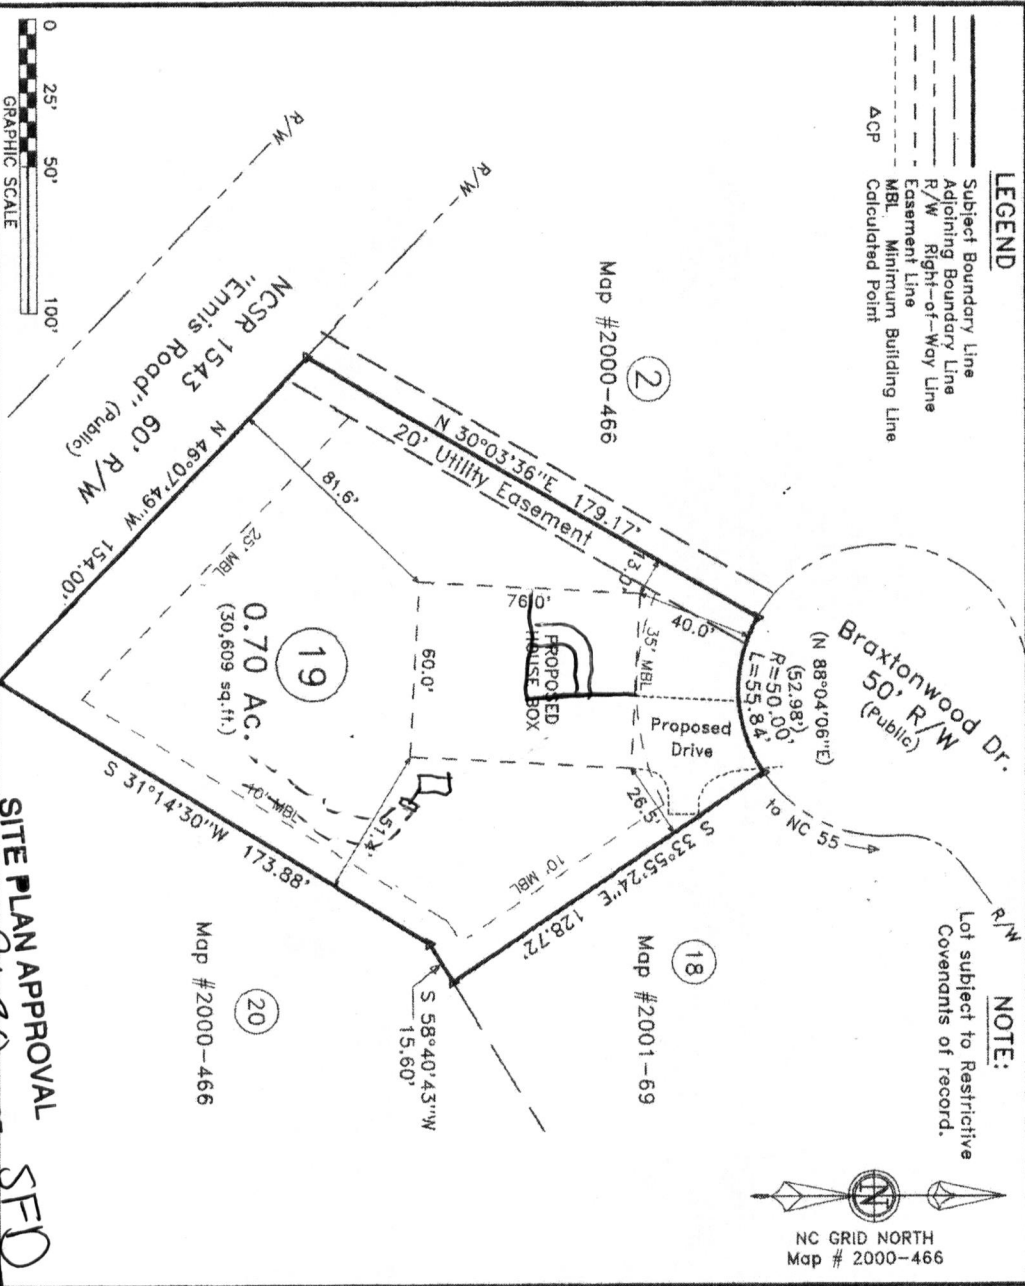 LEGEND
Subject Boundary Line
Adjoining Boundary Line
R/W Right-of-Way Line
Easement Line
MBL Minimum Building Line
ΔCP Calculated Point
NOTE:
Lot subject to Restrictive
Covenants of record.
NC GRID NORTH
Map # 2000-466
N
R/W
Braxtonwood Dr.
50' R/W
(Public)
(N 88°04'06"E)
(52.98')
R=50.00'
L=55.84'
to NC 55
2
Map #2000-466
N 30°03'36"E 179.17'
20' Utility Easement
13.0'
40.0'
35' MBL
Proposed
Drive
26.5'
S 33°55'24"E 128.72'
10' MBL
18
Map #2001-69
76.0'
PROPOSED
HOUSE BOX
60.0'
81.6'
51.4'
25' MBL
19
0.70 Ac.
(30,609 sq.ft.)
10' MBL
S 31°14'30"W 173.88'
S 58°40'43"W
15.60'
20
Map #2000-466
R/W
R/W
NCSR 1543 60' R/W
"Ennis Road" (Public)
N 46°07'49"W 154.00'
0 25' 50' 100'
GRAPHIC SCALE
SITE PLAN APPROVAL
SFD